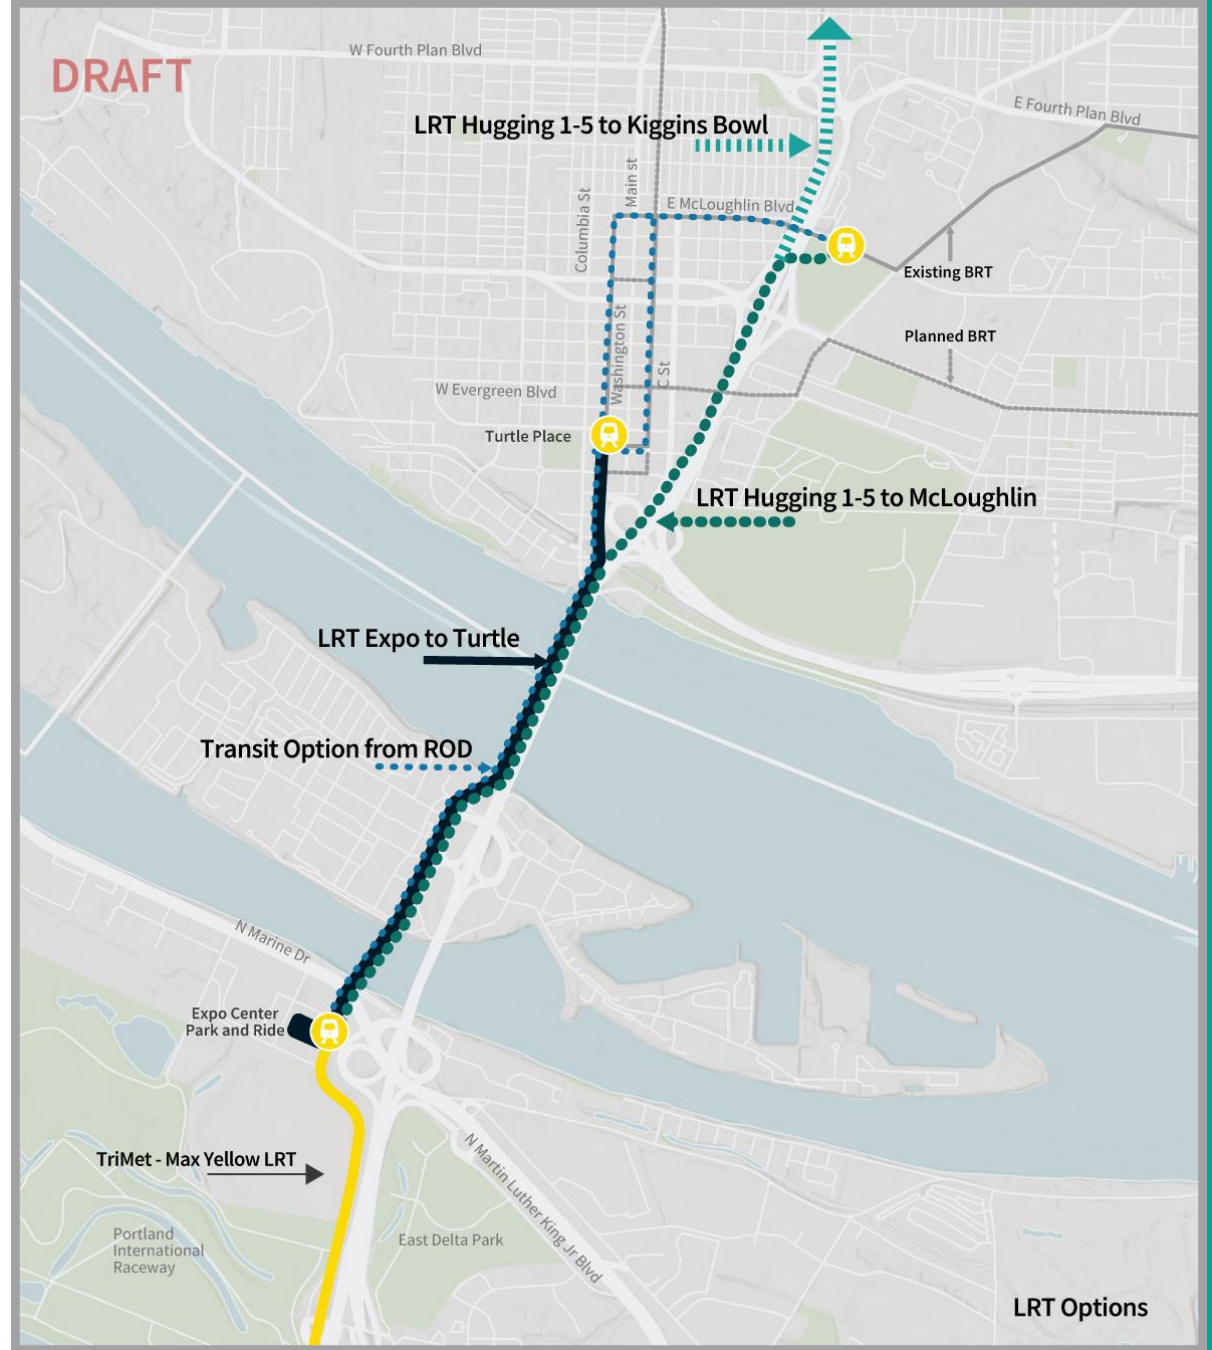 W Fourth Plan Blvd
DRAFT
E Fourth Plan Blvd
LRT Hugging 1-5 to Kiggins Bowl
Main st
Columbia St
E McLoughlin Blvd
Existing BRT
Washington St
Planned BRT
C St
W Evergreen Blvd
Turtle Place
LRT Hugging 1-5 to McLoughlin
LRT Expo to Turtle
Transit Option from ROD
N Marine Dr
Expo Center
Park and Ride
TriMet - Max Yellow LRT
N Martin Luther King Jr Blvd
Portland
International
Raceway
East Delta Park
LRT Options